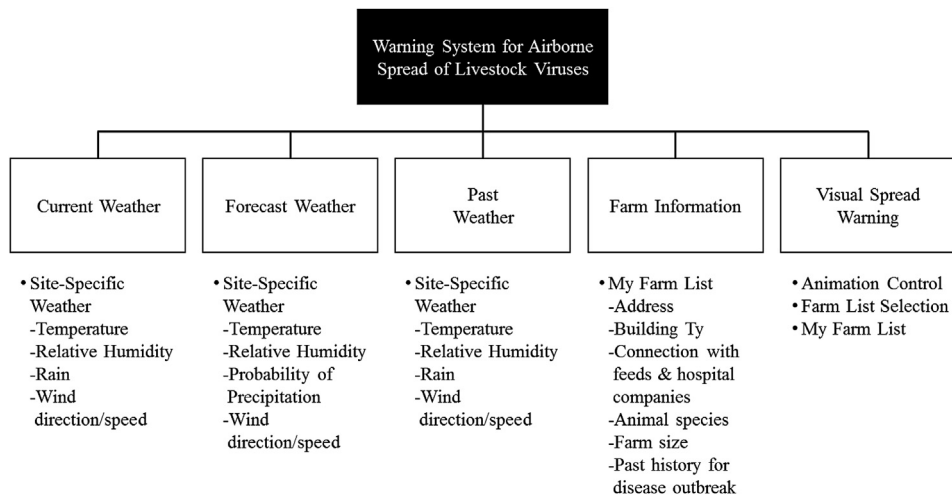 Warning System for Airborne
Spread of Livestock Viruses
Current Weather
Forecast Weather
Past
Weather
Farm Information
Visual Spread
Warning
•Site-Specific
Weather
-Temperature
-Relative Humidity
-Rain
-Wind
direction/speed
•Site-Specific
Weather
-Temperature
-Relative Humidity
-Probability of
Precipitation
-Wind
direction/speed
•Site-Specific
Weather
-Temperature
-Relative Humidity
-Rain
-Wind
direction/speed
•My Farm List
-Address
-Building Ty
-Connection with
feeds & hospital
companies
-Animal species
-Farm size
-Past history for
disease outbreak
•Animation Control
•Farm List Selection
•My Farm List